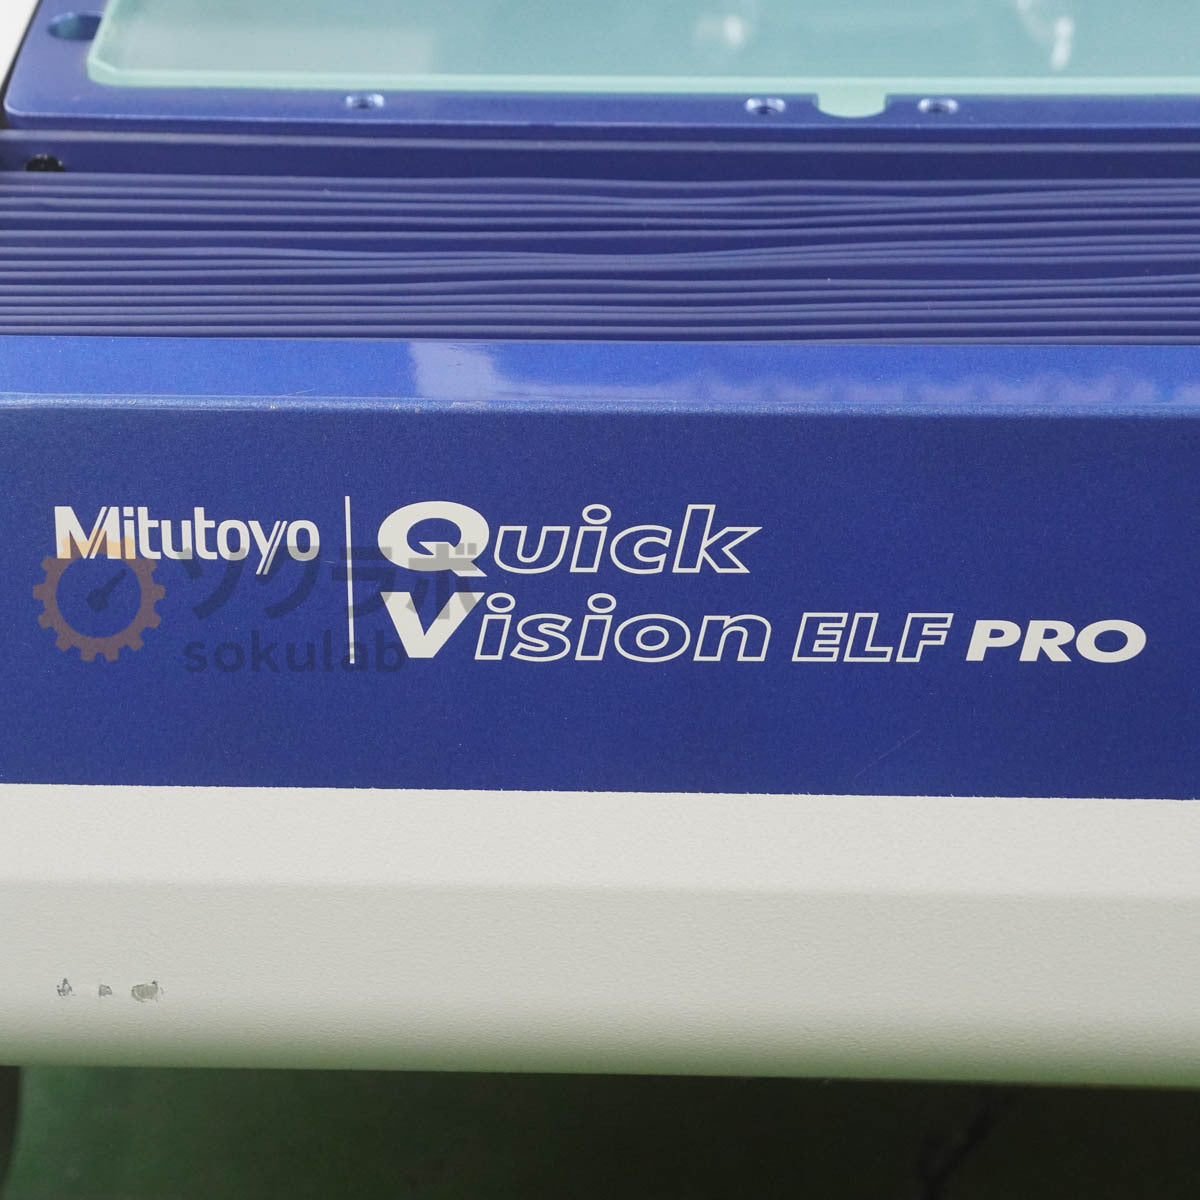 Mitutoyo
Quick
Vision ELF PRO
ソクラボ
sokulab